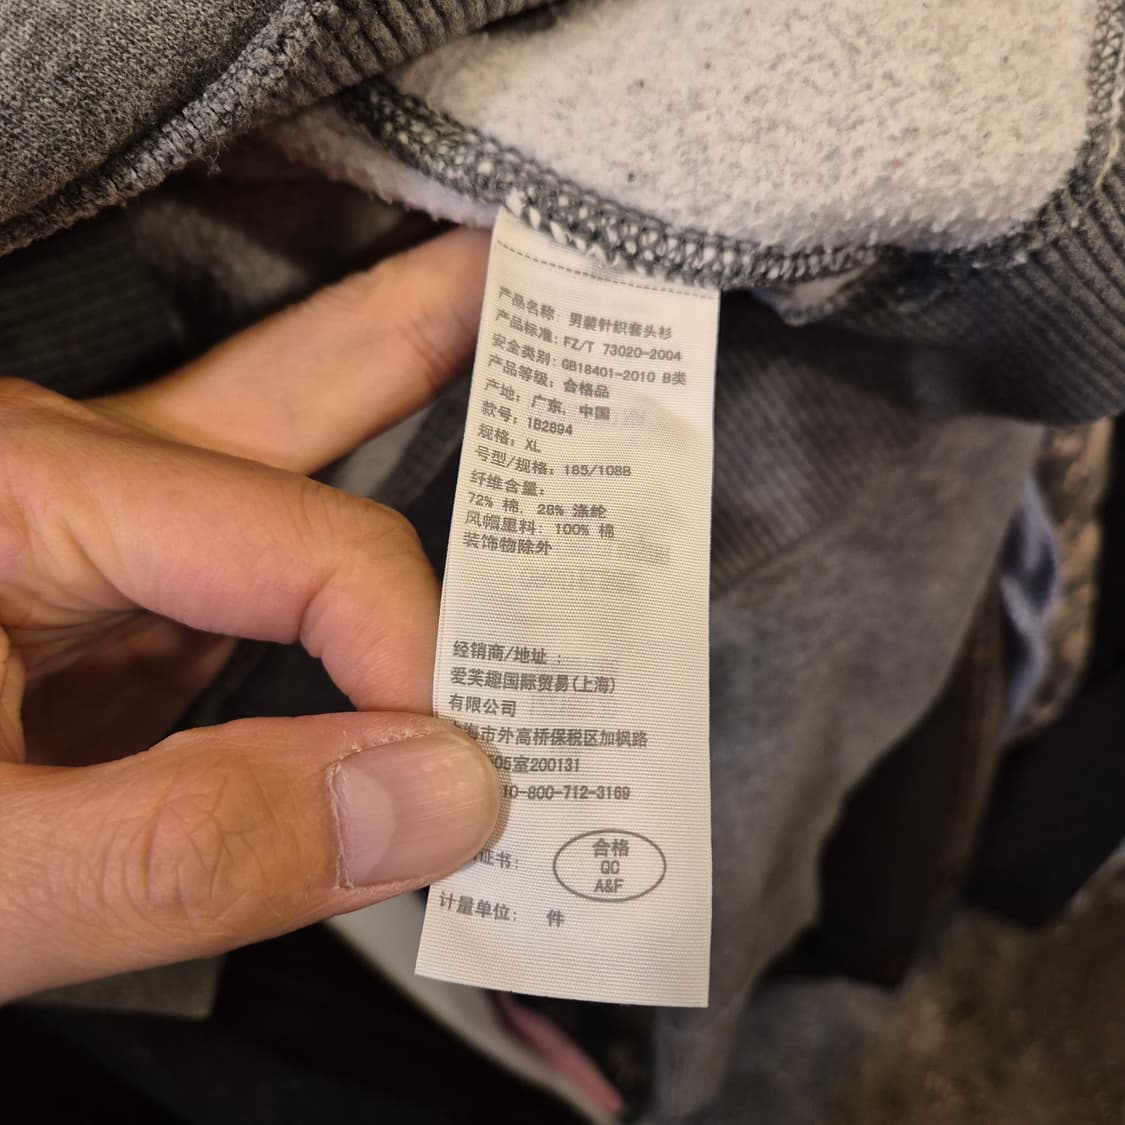 产品名称: 男装针织套头衫
产品标准: FZ/T 73020-2004
安全类别: GB18401-2010 B类
产品等级: 合格品
产地: 广东, 中国
款号: 1B2894
规格: XL
号型/规格: 185/108B
纤维含量:
72% 棉, 28% 涤纶
风帽里料: 100% 棉
装饰物除外
经销商/地址 :
爱芙趣国际贸易(上海)
有限公司
海市外高桥保税区加枫路
05室200131
10-800-712-3169
证书:
合格
QC
A&F
计量单位: 件